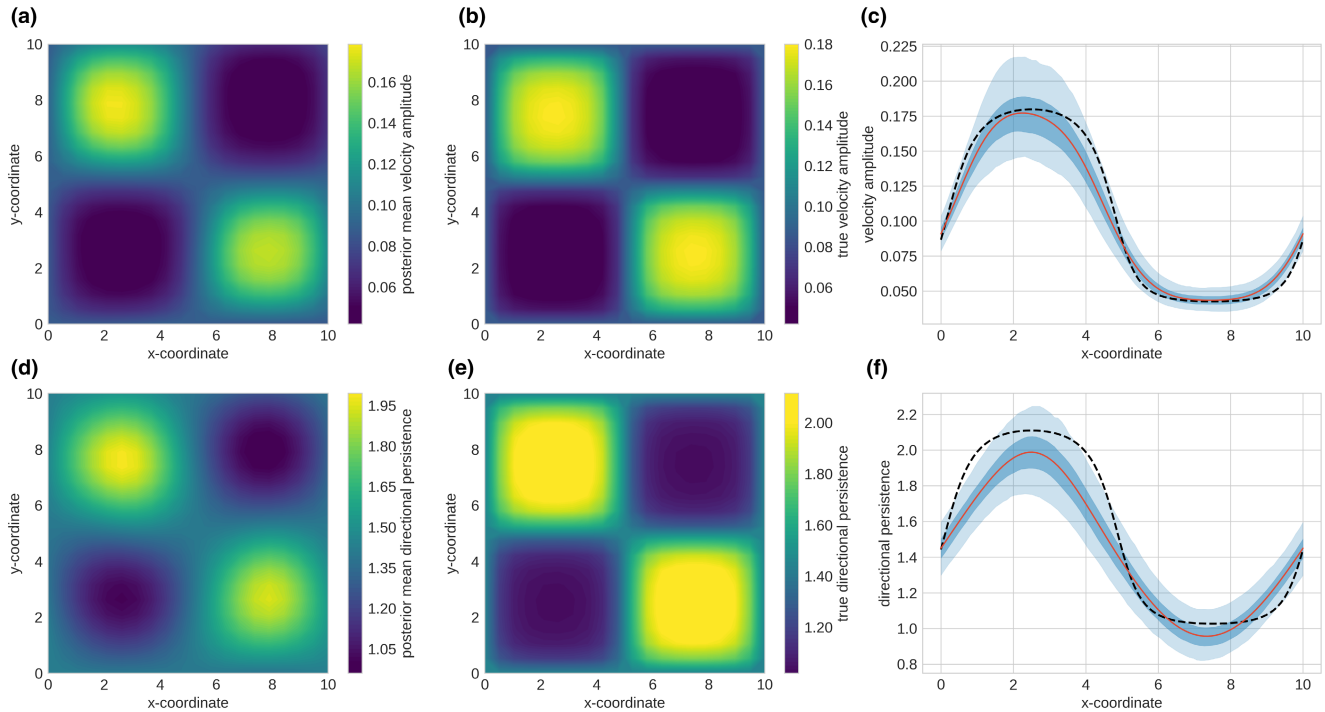 (a)
10
8
6
4
2
0
0 2 4 6 8 10
x-coordinate
y-coordinate
0.16
0.14
0.12
0.10
0.08
0.06
posterior mean velocity amplitude
(b)
10
8
6
4
2
0
0 2 4 6 8 10
x-coordinate
y-coordinate
0.18
0.16
0.14
0.12
0.10
0.08
0.06
true velocity amplitude
(c)
0.225
0.200
0.175
0.150
0.125
0.100
0.075
0.050
velocity amplitude
0 2 4 6 8 10
x-coordinate
(d)
10
8
6
4
2
0
0 2 4 6 8 10
x-coordinate
y-coordinate
1.95
1.80
1.65
1.50
1.35
1.20
1.05
posterior mean directional persistence
(e)
10
8
6
4
2
0
0 2 4 6 8 10
x-coordinate
y-coordinate
2.00
1.80
1.60
1.40
1.20
true directional persistence
(f)
2.2
2.0
1.8
1.6
1.4
1.2
1.0
0.8
directional persistence
0 2 4 6 8 10
x-coordinate